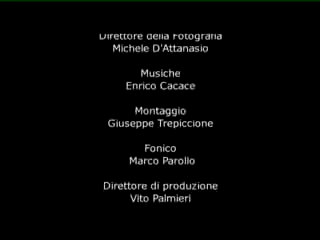 Direttore della Fotografia
Michele D'Attanasio
Musiche
Enrico Cacace
Montaggio
Giuseppe Trepiccione
Fonico
Marco Parollo
Direttore di produzione
Vito Palmieri